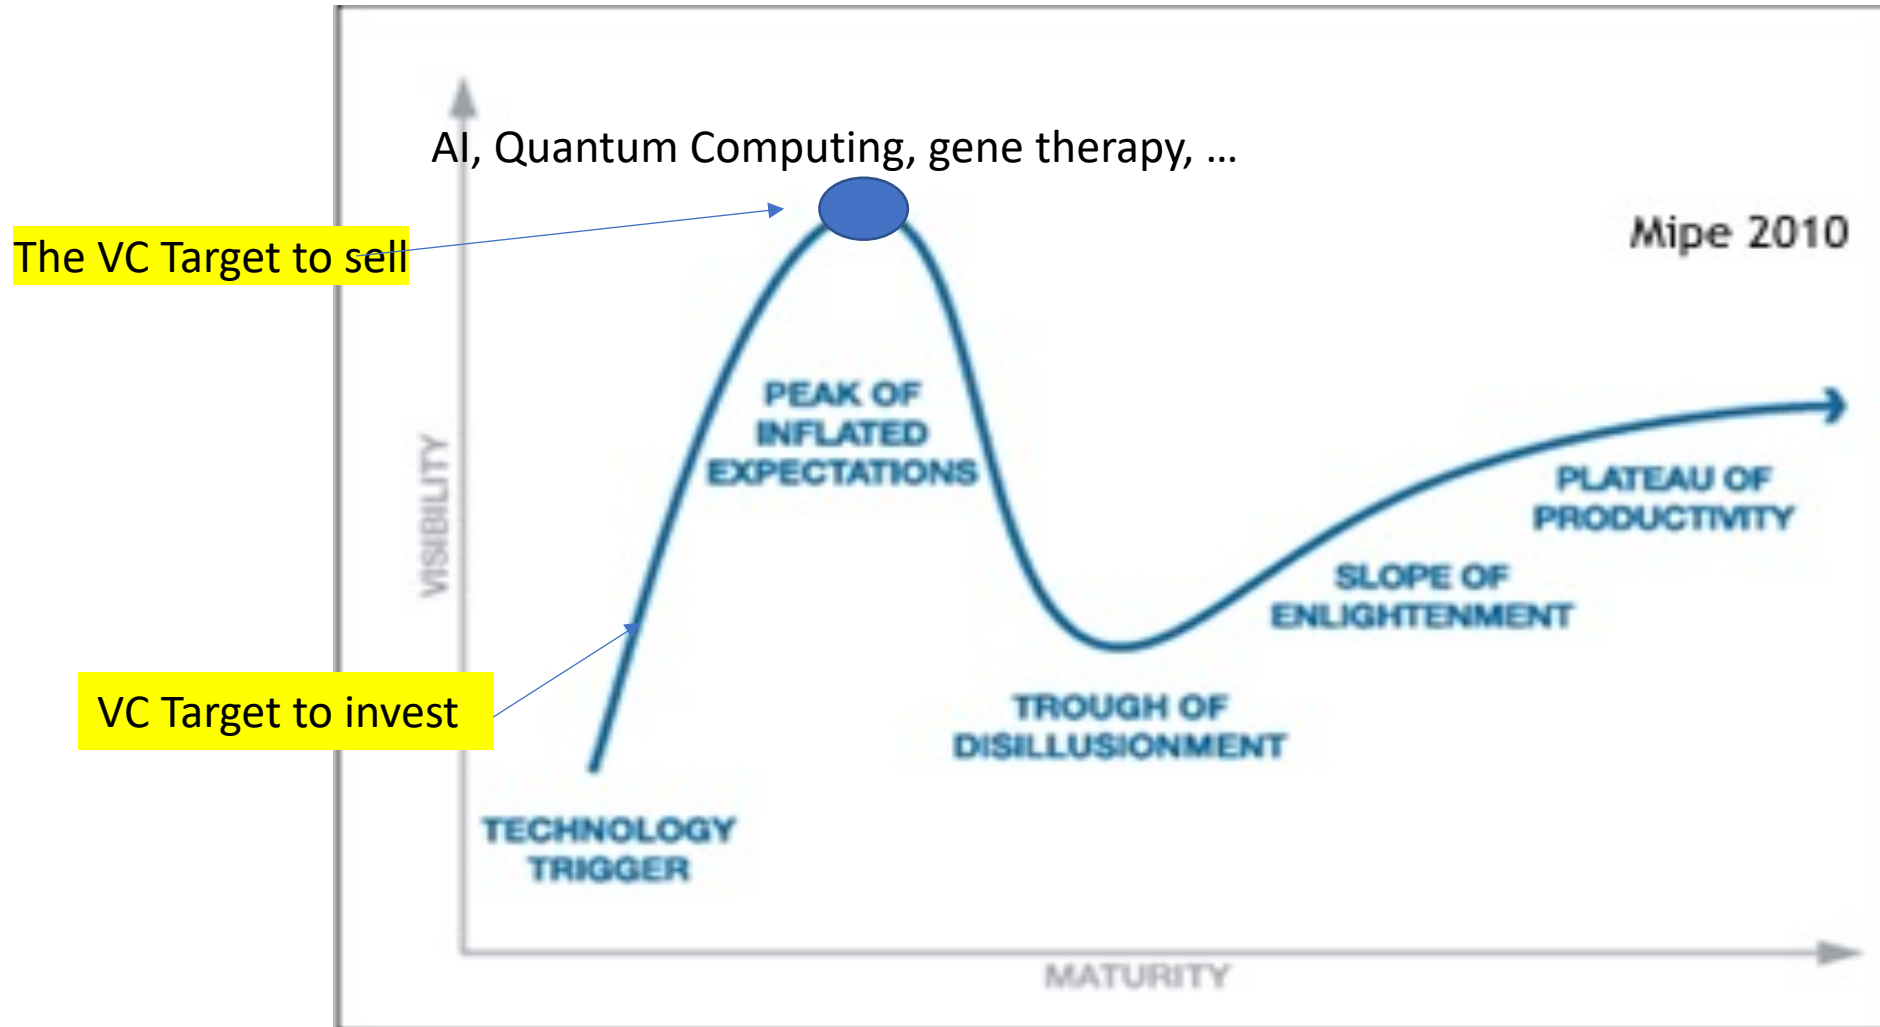 AI, Quantum Computing, gene therapy, ...
Mipe 2010
The VC Target to sell
PEAK OF
INFLATED
EXPECTATIONS
VISIBILITY
PLATEAU OF
PRODUCTIVITY
SLOPE OF
ENLIGHTENMENT
VC Target to invest
TROUGH OF
DISILLUSIONMENT
TECHNOLOGY
TRIGGER
MATURITY